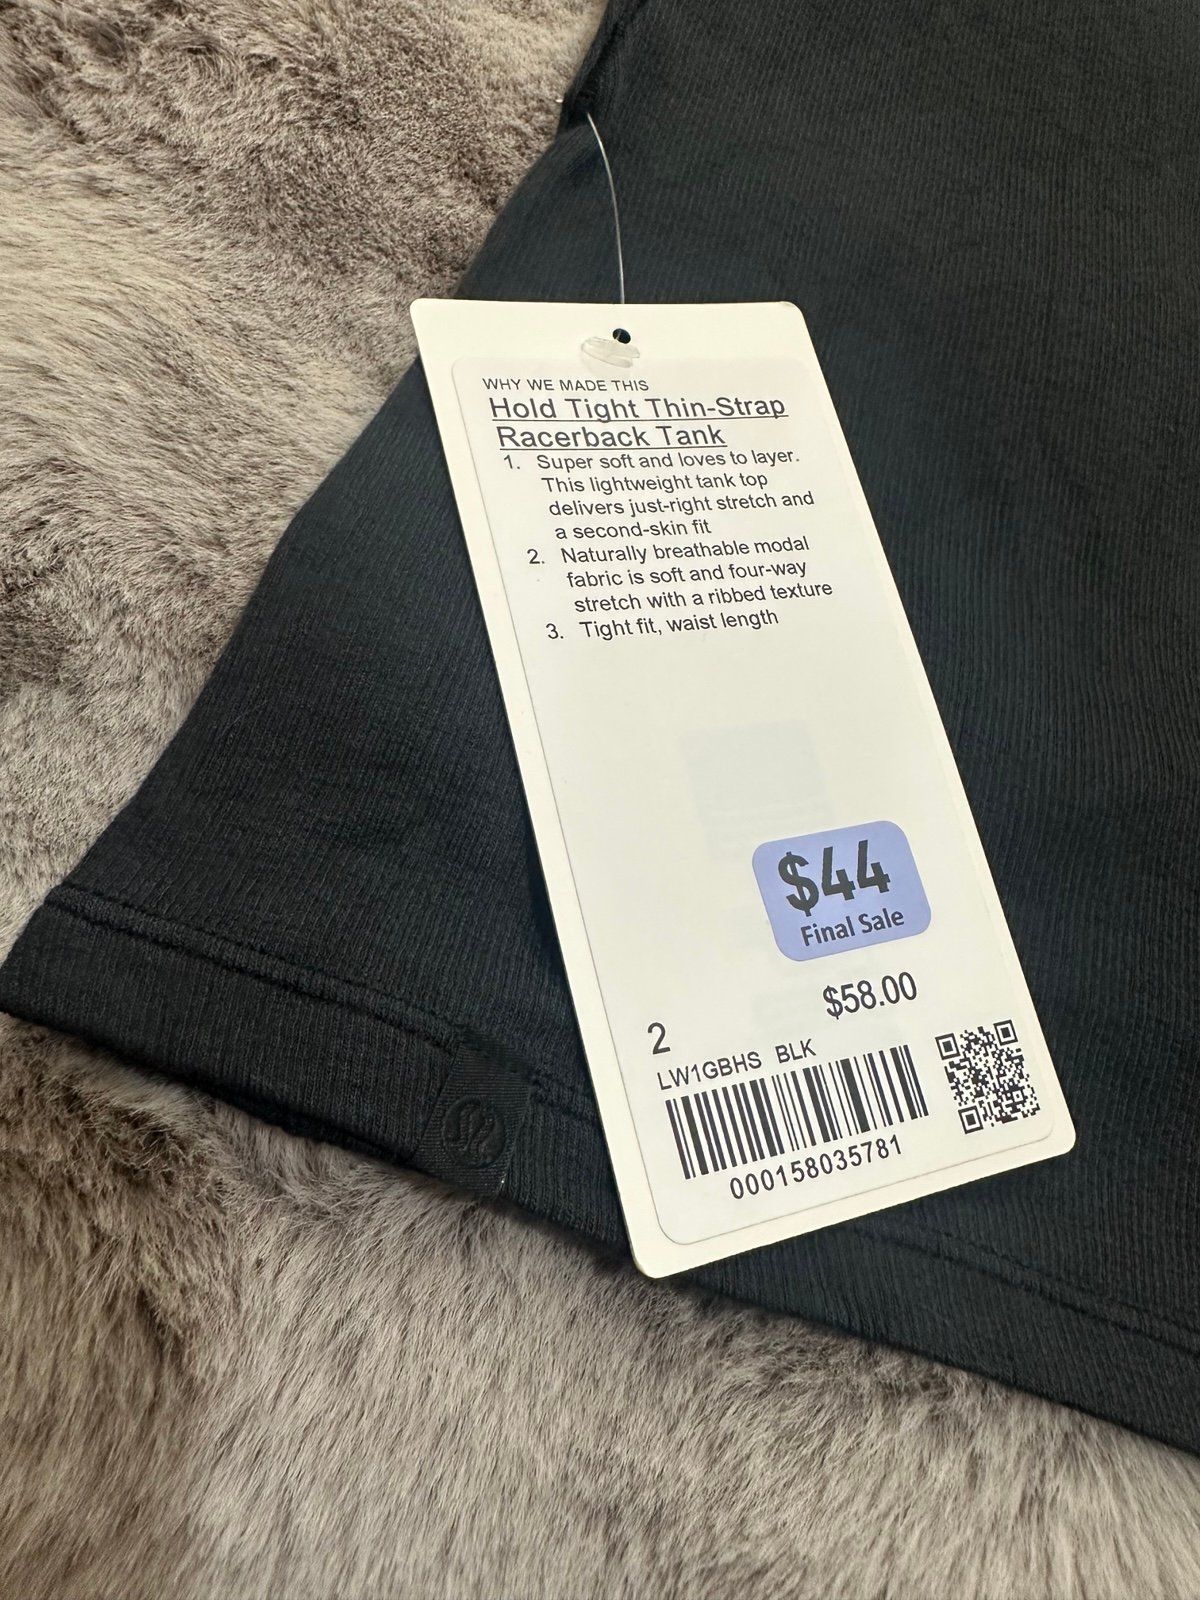 WHY WE MADE THIS
Hold Tight Thin-Strap
Racerback Tank
1. Super soft and loves to layer.
This lightweight tank top
delivers just-right stretch and
a second-skin fit
2. Naturally breathable modal
fabric is soft and four-way
stretch with a ribbed texture
3. Tight fit, waist length
$44
Final Sale
$58.00
2
LW1GBHS BLK
000158035781